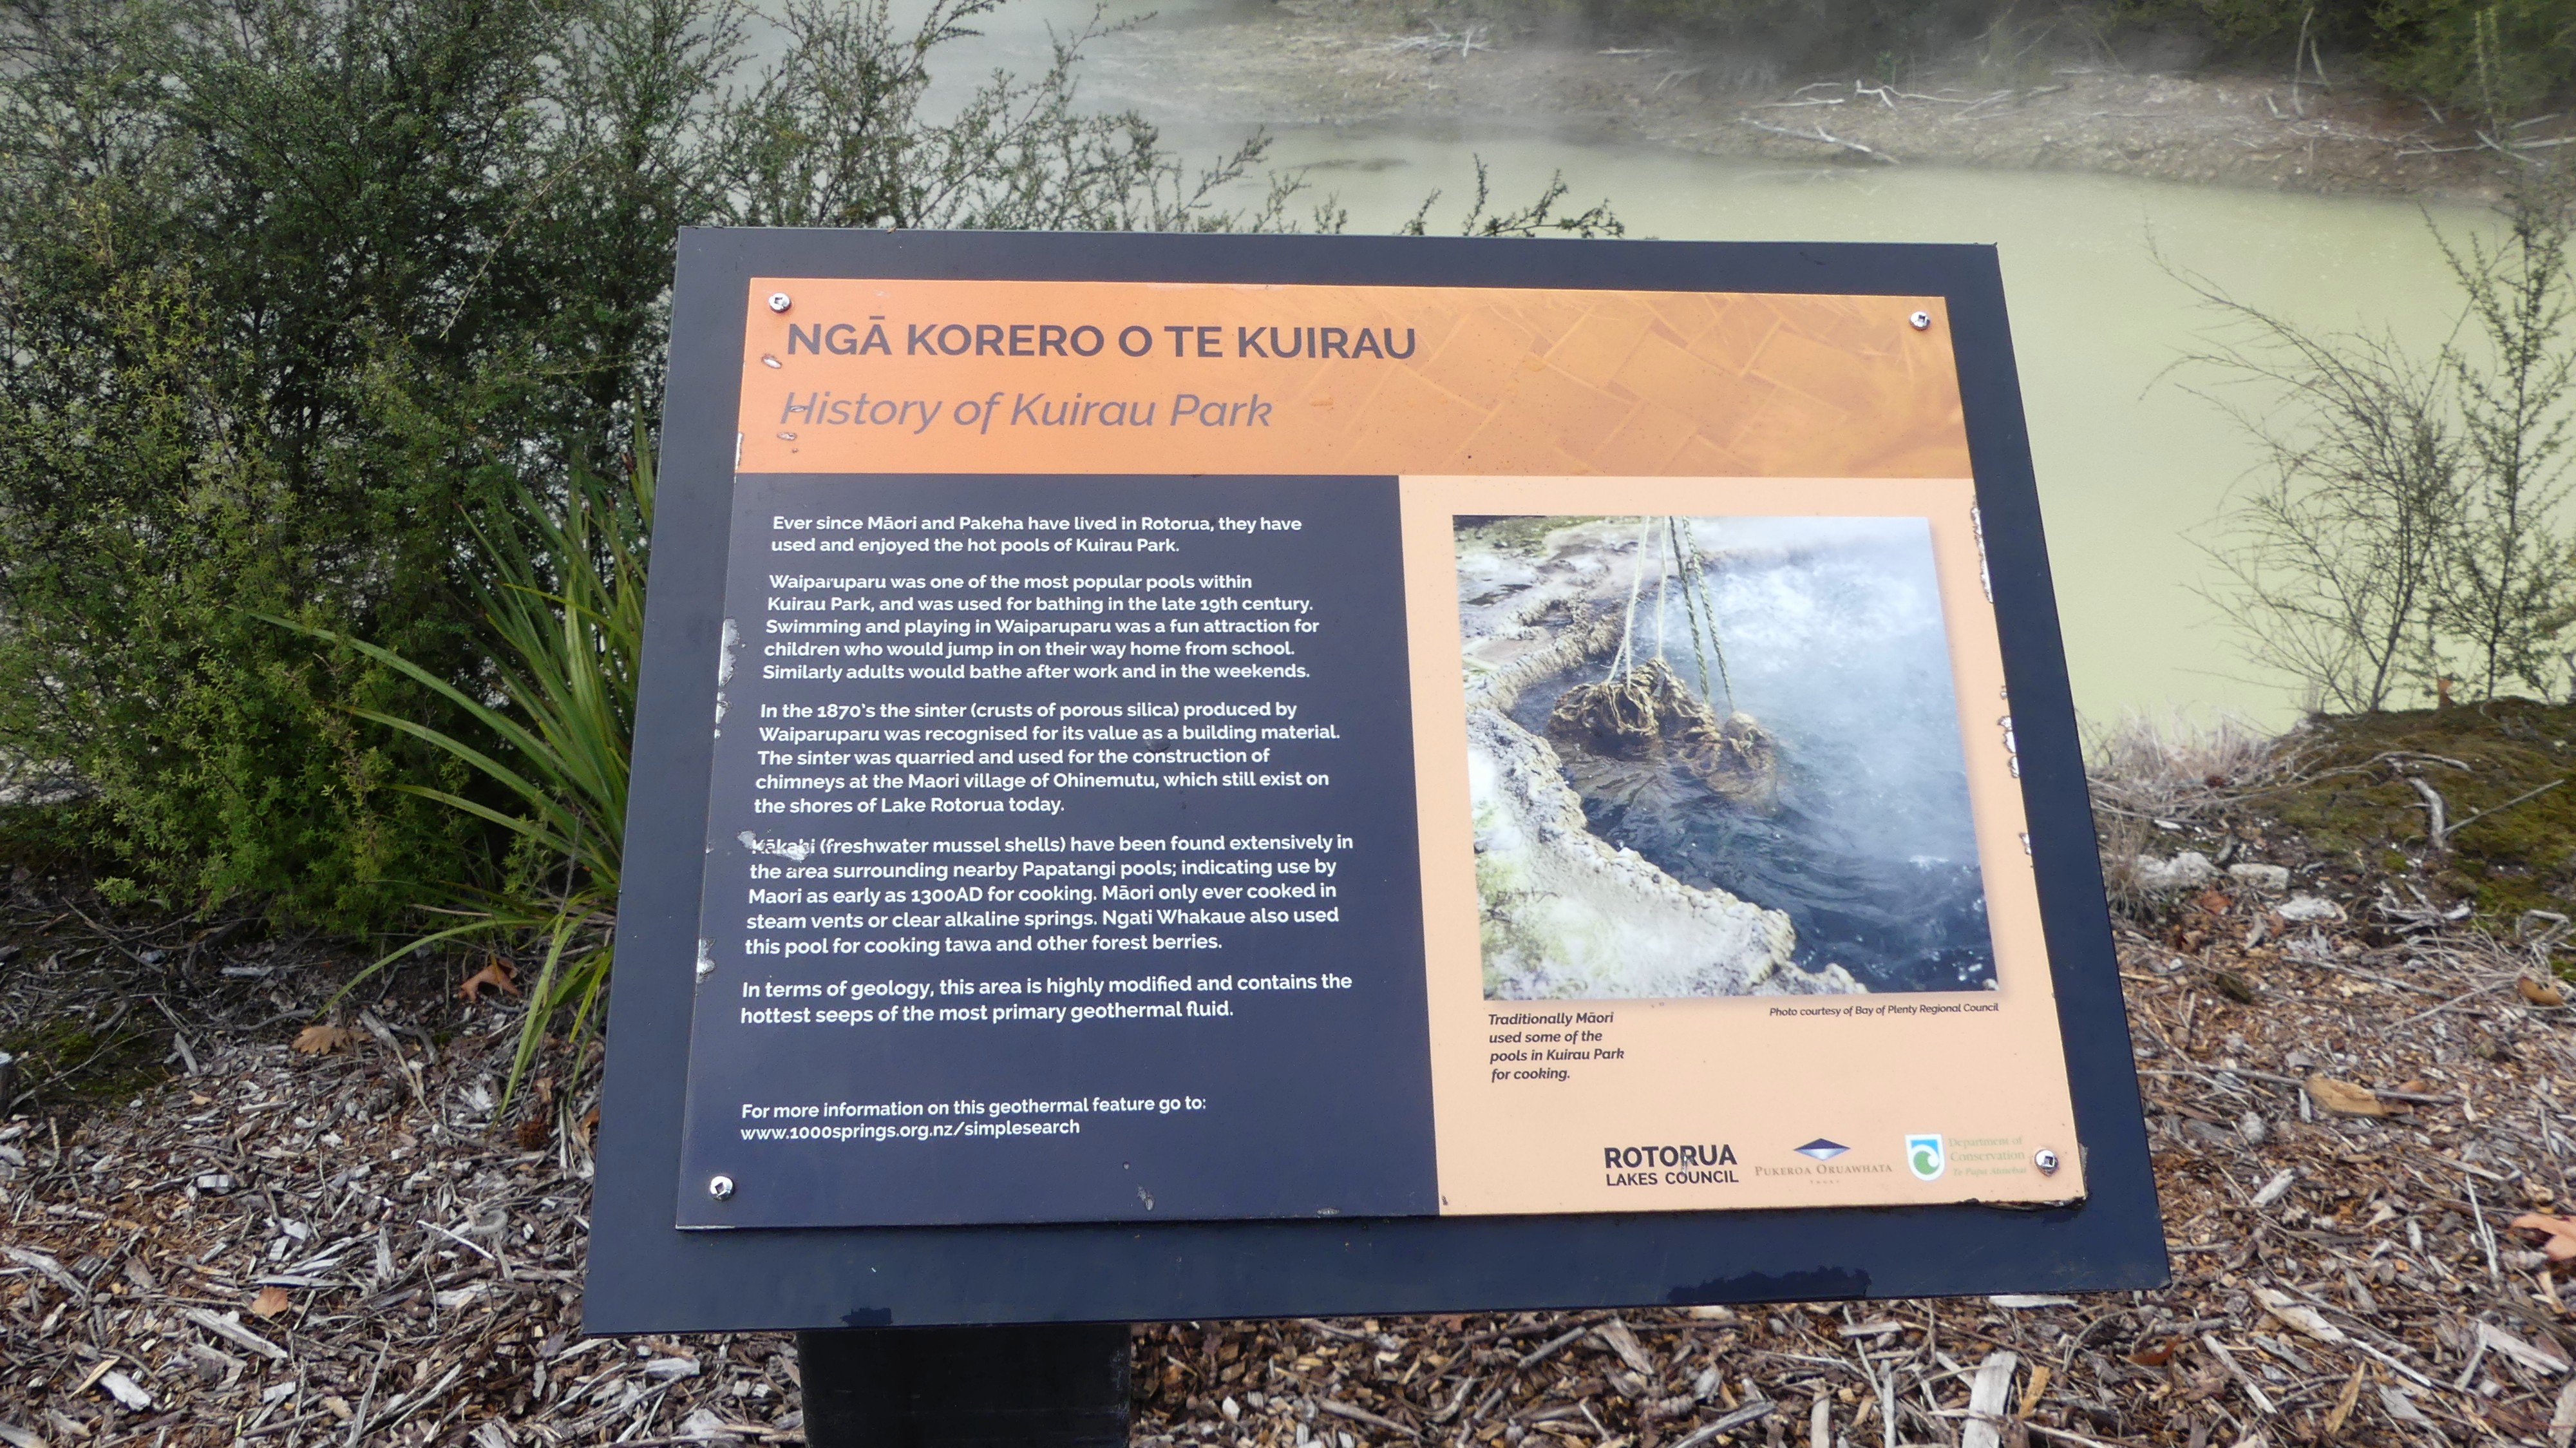 NGĀ KORERO O TE KUIRAU
History of Kuirau Park
Ever since Māori and Pakeha have lived in Rotorua, they have
used and enjoyed the hot pools of Kuirau Park.
Waiparuparu was one of the most popular pools within
Kuirau Park, and was used for bathing in the late 19th century.
Swimming and playing in Waiparuparu was a fun attraction for
children who would jump in on their way home from school.
Similarly adults would bathe after work and in the weekends.
In the 1870's the sinter (crusts of porous silica) produced by
Waiparuparu was recognised for its value as a building material.
The sinter was quarried and used for the construction of
chimneys at the Maori village of Ohinemutu, which still exist on
the shores of Lake Rotorua today.
Kākahi (freshwater mussel shells) have been found extensively in
the area surrounding nearby Papatangi pools; indicating use by
Maori as early as 1300AD for cooking. Māori only ever cooked in
steam vents or clear alkaline springs. Ngati Whakaue also used
this pool for cooking tawa and other forest berries.
In terms of geology, this area is highly modified and contains the
hottest seeps of the most primary geothermal fluid.
For more information on this geothermal feature go to:
www.1000springs.org.nz/simplesearch
Photo courtesy of Bay of Plenty Regional Council
Traditionally Māori
used some of the
pools in Kuirau Park
for cooking.
ROTORUA
LAKES COUNCIL
PUKEROA ORUAWHATA
TRUST
Department of
Conservation
Te Papa Atawhai